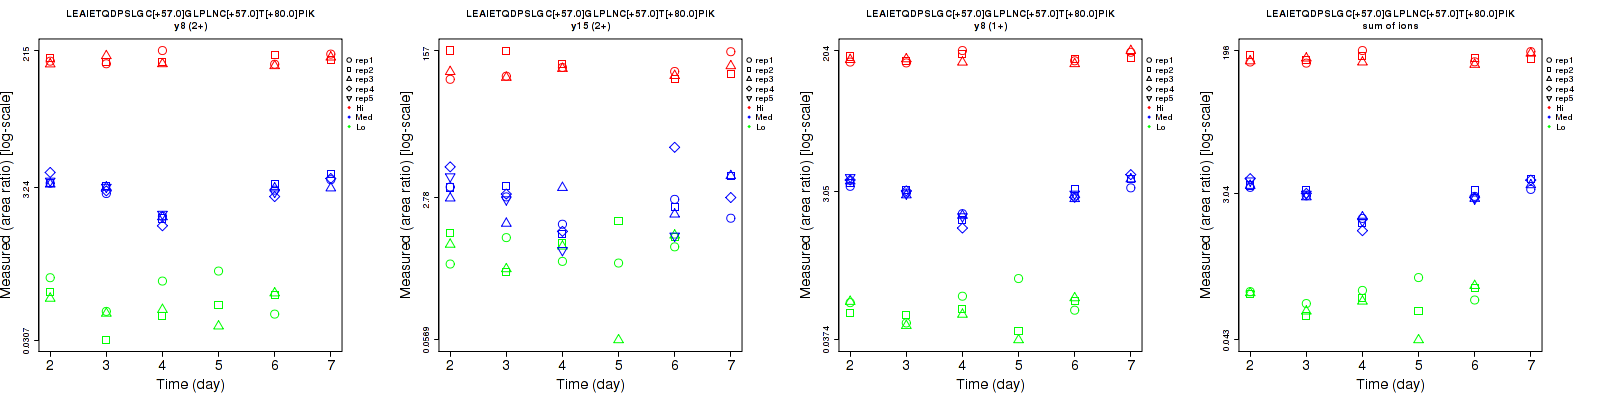 LEAIETQDPSLGC[+57.0]GLPLNC[+57.0]T[+80.0]PIK
y8 (2+)
Measured (area ratio) [log-scale]
215
3.24
0.0307
2 3 4 5 6 7
Time (day)
rep1
rep2
rep3
rep4
rep5
Hi
Med
Lo
LEAIETQDPSLGC[+57.0]GLPLNC[+57.0]T[+80.0]PIK
y15 (2+)
Measured (area ratio) [log-scale]
157
2.78
0.0569
2 3 4 5 6 7
Time (day)
rep1
rep2
rep3
rep4
rep5
Hi
Med
Lo
LEAIETQDPSLGC[+57.0]GLPLNC[+57.0]T[+80.0]PIK
y8 (1+)
Measured (area ratio) [log-scale]
204
3.05
0.0374
2 3 4 5 6 7
Time (day)
rep1
rep2
rep3
rep4
rep5
Hi
Med
Lo
LEAIETQDPSLGC[+57.0]GLPLNC[+57.0]T[+80.0]PIK
sum of ions
Measured (area ratio) [log-scale]
196
3.04
0.043
2 3 4 5 6 7
Time (day)
rep1
rep2
rep3
rep4
rep5
Hi
Med
Lo